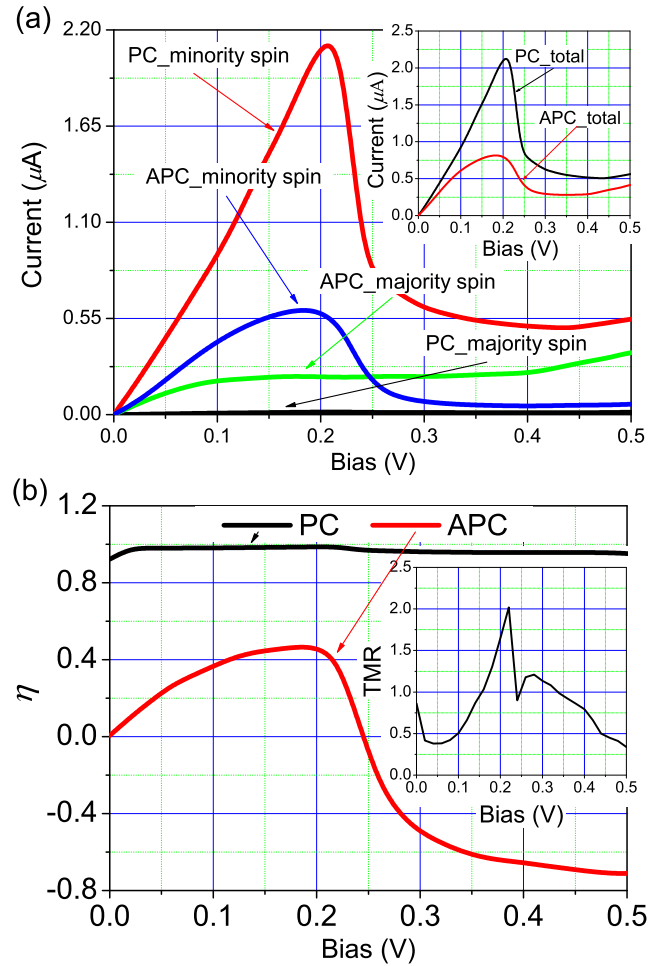 (a)
2.20
1.65
1.10
0.55
0.00
Current (μA)
PC_minority spin
APC_minority spin
APC_majority spin
PC_majority spin
0.0 0.1 0.2 0.3 0.4 0.5
Bias (V)
2.5
2.0
1.5
1.0
0.5
0.0
Current (μA)
PC_total
APC_total
0.0 0.1 0.2 0.3 0.4 0.5
Bias (V)
(b)
1.2
0.8
0.4
0.0
-0.4
-0.8
η
PC APC
0.0 0.1 0.2 0.3 0.4 0.5
Bias (V)
2.5
2.0
1.5
1.0
0.5
0.0
TMR
0.0 0.1 0.2 0.3 0.4 0.5
Bias (V)